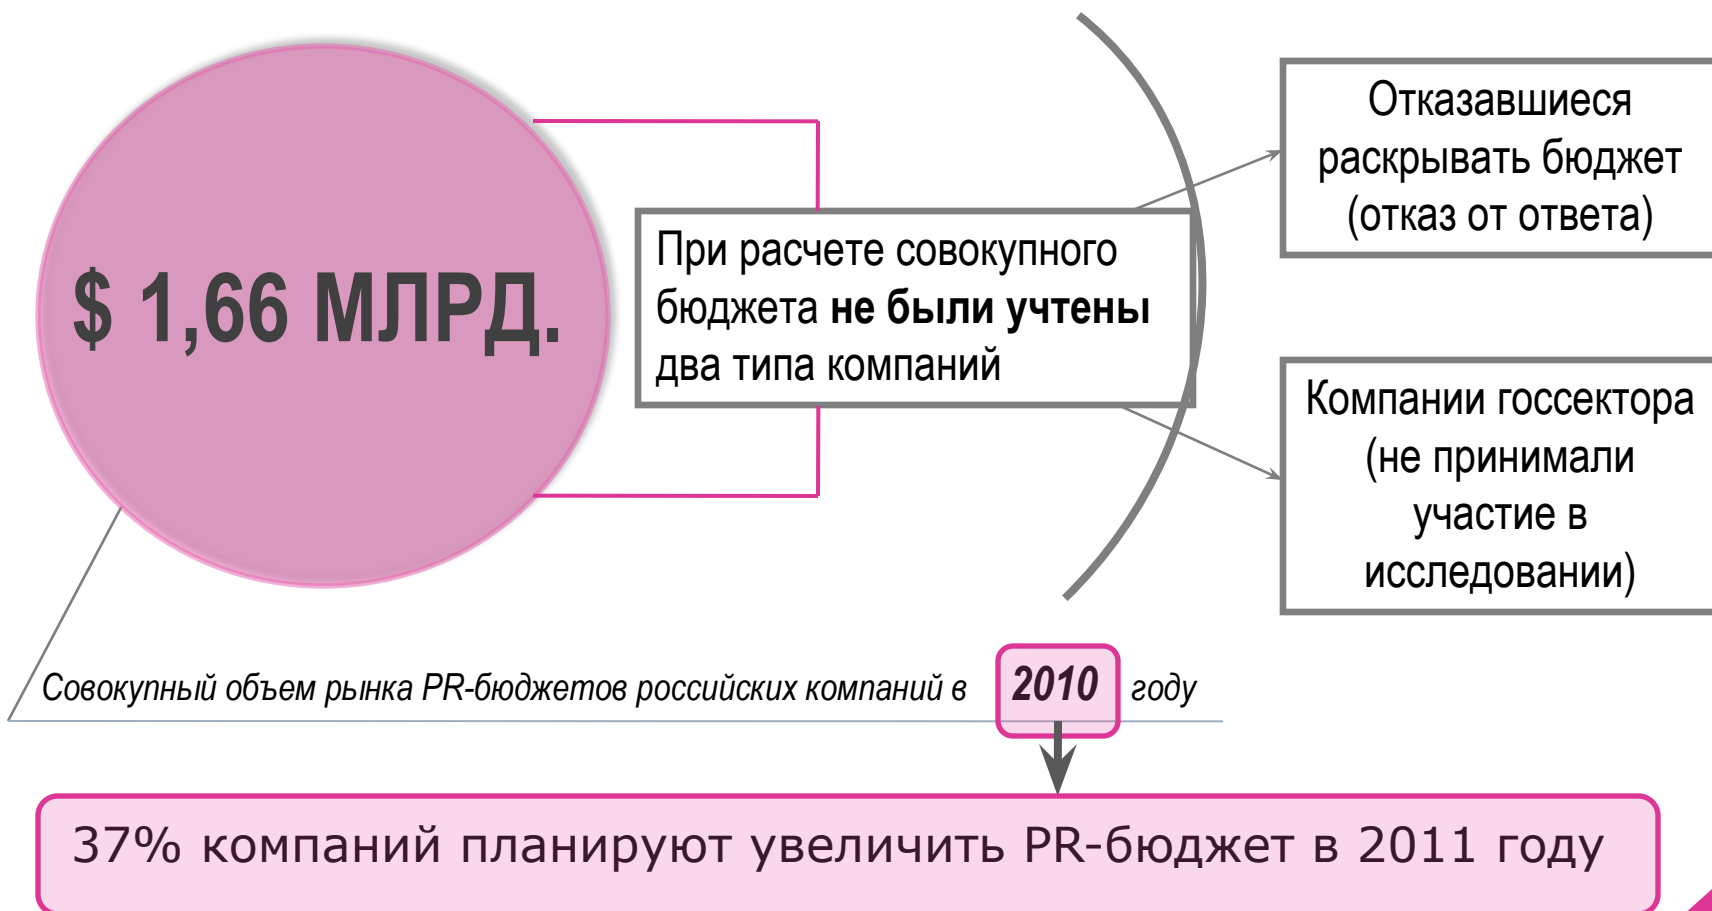 $ 1,66 МЛРД.
При расчете совокупного
бюджета не были учтены
два типа компаний
Отказавшиеся
раскрывать бюджет
(отказ от ответа)
Компании госсектора
(не принимали
участие в
исследовании)
Совокупный объем рынка PR-бюджетов российских компаний в 2010 году
37% компаний планируют увеличить PR-бюджет в 2011 году